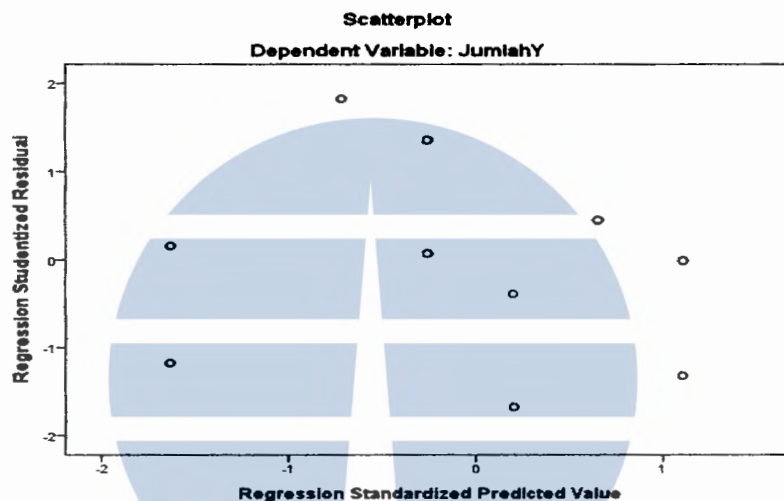 Scatterplot
Dependent Variable: JumlahY
Regression Studentized Residual
2
1
0
-1
-2
-2
-1
0
1
Regression Standardized Predicted Value